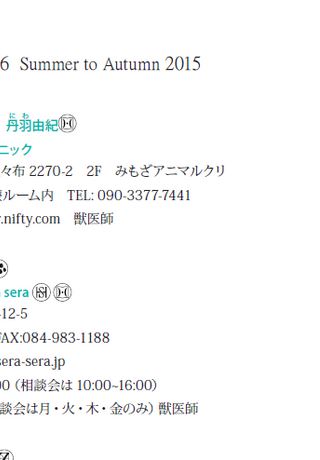 6 Summer to Autumn 2015
にわ
丹羽由紀
ニック
々布 2270-2 2F みもざアニマルクリ
ルーム内 TEL: 090-3377-7441
.nifty.com 獣医師
sera
-12-5
FAX:084-983-1188
sera-sera.jp
00（相談会は 10:00~16:00）
談会は月・火・木・金のみ）獣医師